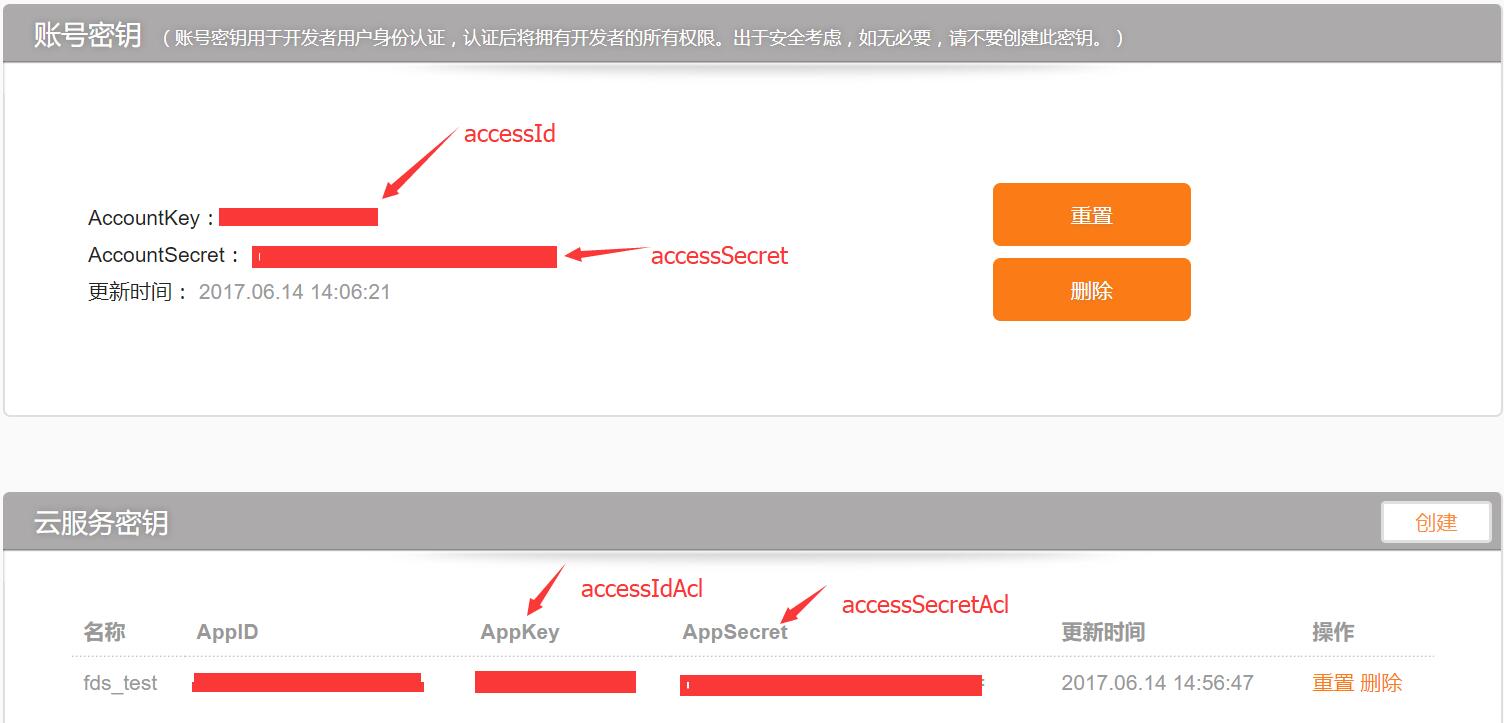 账号密钥 （ 账号密钥用于开发者用户身份认证，认证后将拥有开发者的所有权限。出于安全考虑，如无必要，请不要创建此密钥。 ）
accessId
AccountKey：
重置
AccountSecret：
accessSecret
更新时间： 2017.06.14 14:06:21
删除
云服务密钥
创建
accessIdAcl
accessSecretAcl
名称 AppID AppKey AppSecret 更新时间 操作
fds_test 2017.06.14 14:56:47 重置 删除